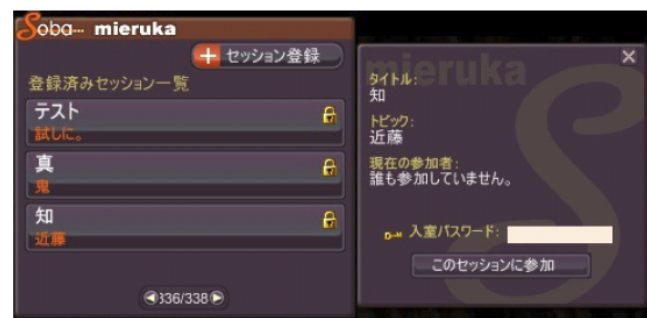 Soba... mieruka
セッション登録
登録済みセッション一覧
テスト
試しに。
真
鬼
知
近藤
336/338
mieruka
タイトル:
知
トピック:
近藤
現在の参加者:
誰も参加していません。
入室パスワード:
このセッションに参加